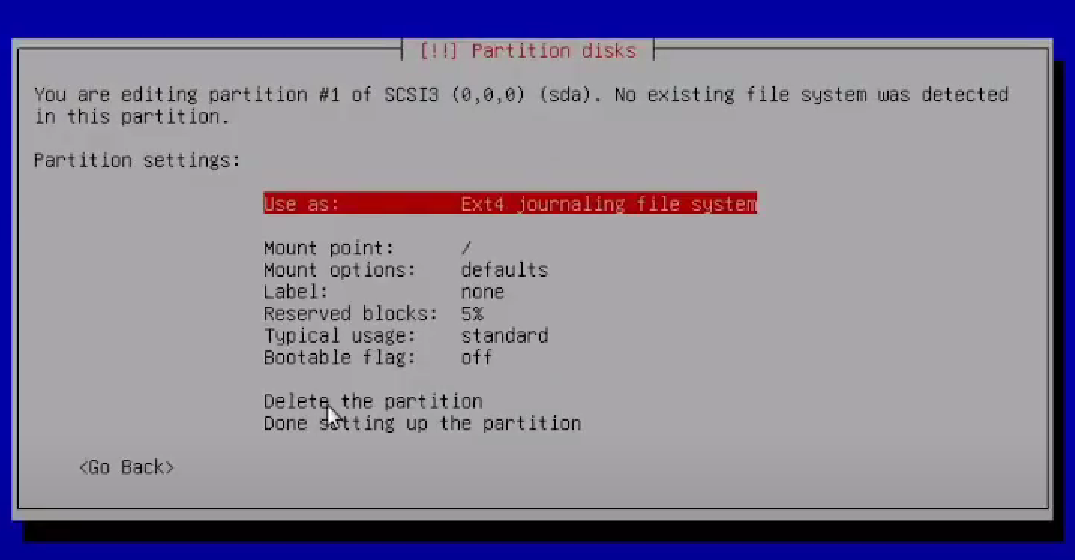 [!!] Partition disks
You are editing partition #1 of SCSI3 (0,0,0) (sda). No existing file system was detected
in this partition.
Partition settings:
Use as: Ext4 journaling file system
Mount point: /
Mount options: defaults
Label: none
Reserved blocks: 5%
Typical usage: standard
Bootable flag: off
Delete the partition
Done setting up the partition
<Go Back>